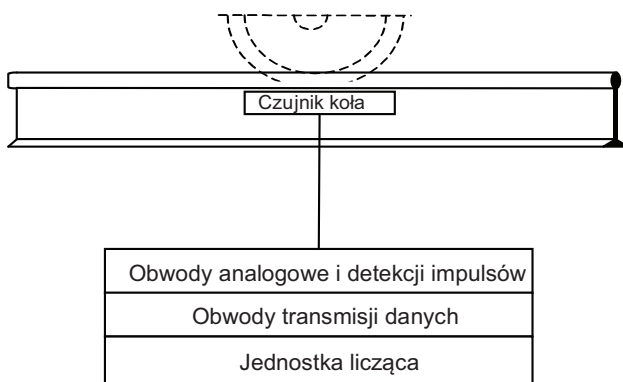 Czujnik koła
Obwody analogowe i detekcji impulsów
Obwody transmisji danych
Jednostka licząca